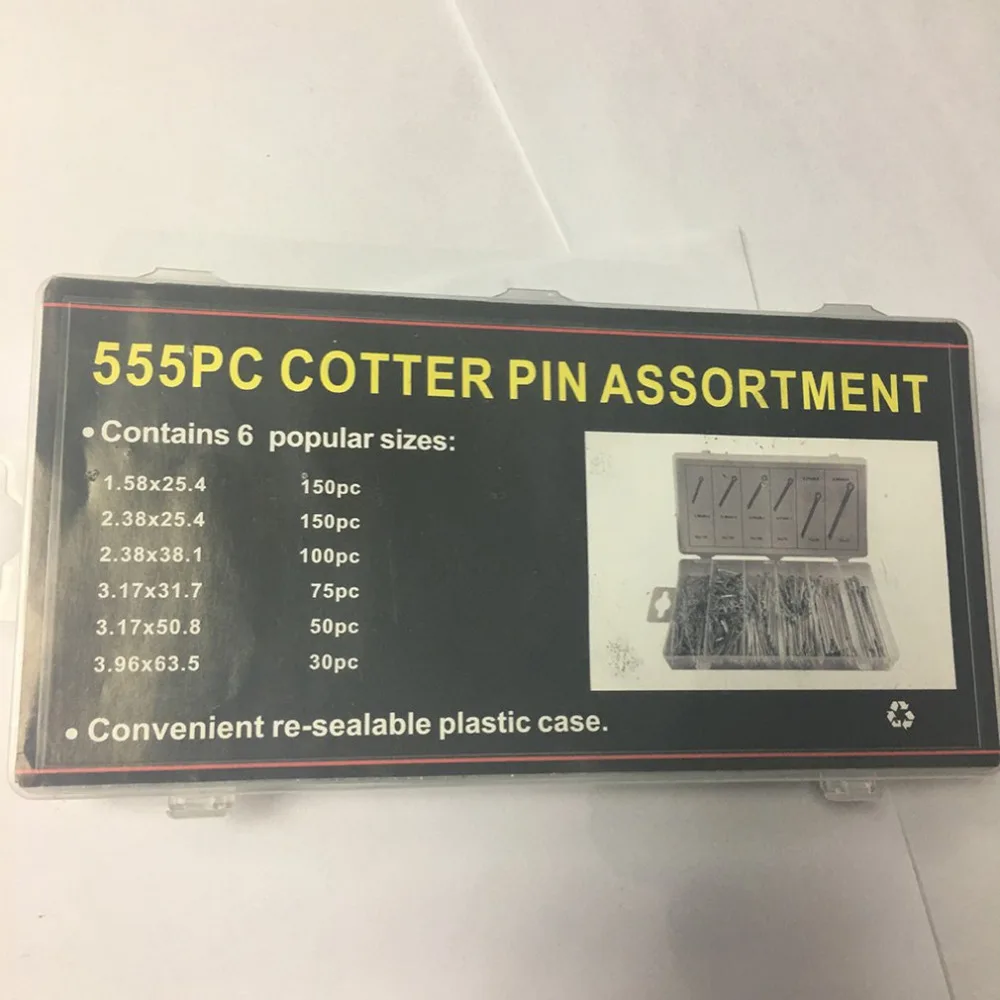 555PC COTTER PIN ASSORTMENT
• Contains 6 popular sizes:
1.58x25.4 150pc
2.38x25.4 150pc
2.38x38.1 100pc
3.17x31.7 75pc
3.17x50.8 50pc
3.96x63.5 30pc
• Convenient re-sealable plastic case.